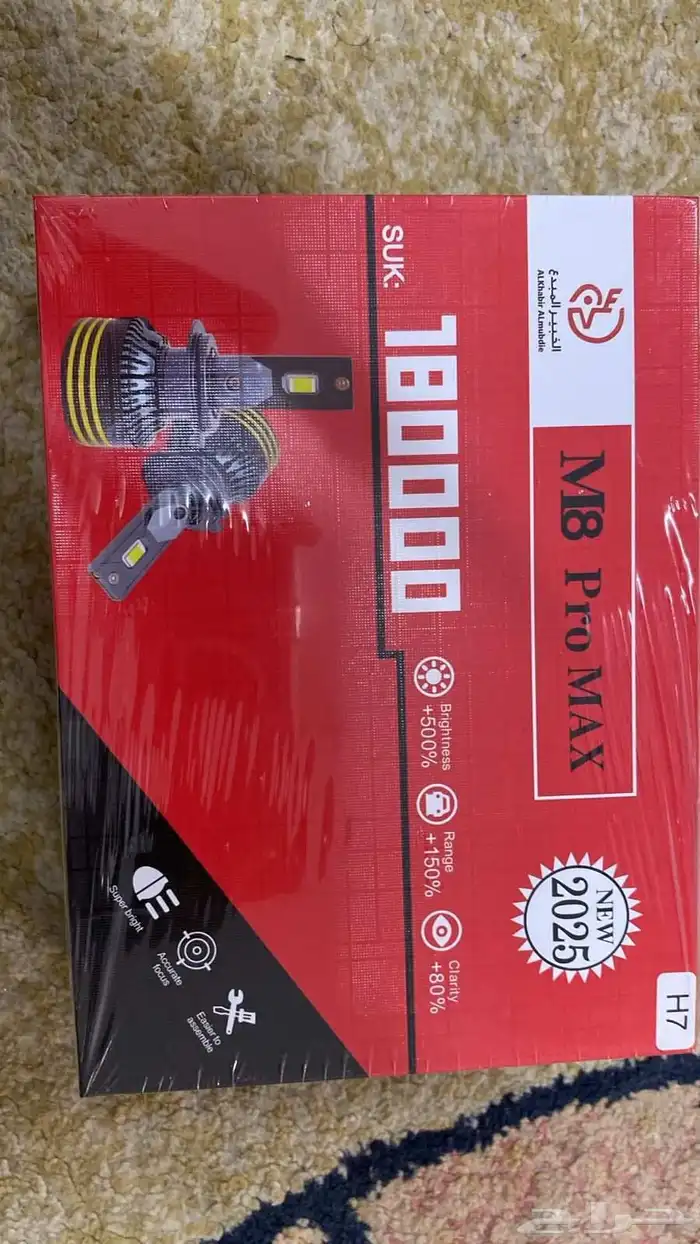 الخبير المبدع
ALKhabir ALmubdie
M8 Pro MAX
NEW
2025
H7
SUK:
180000
Brightness
+500%
Range
+150%
Clarity
+80%
Super bright
Accurate
focus
Easier to
assemble
حراج